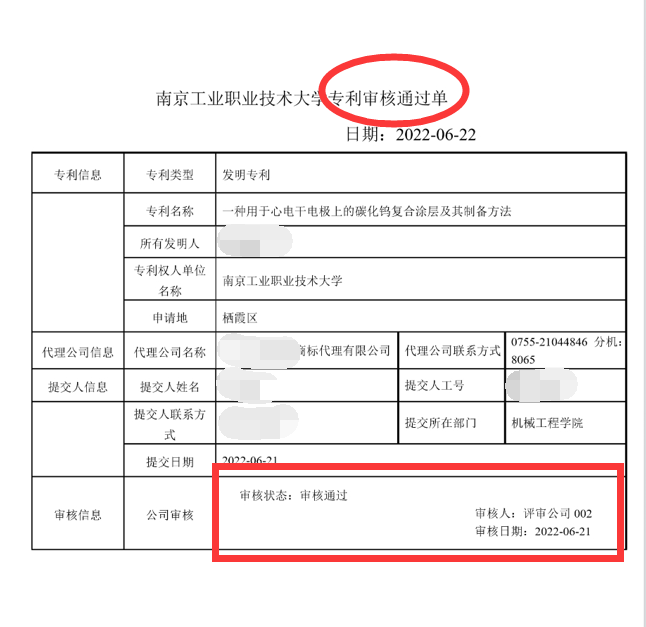 南京工业职业技术大学专利审核通过单
日期：2022-06-22
专利信息 专利类型 发明专利
专利名称 一种用于心电干电极上的碳化钨复合涂层及其制备方法
所有发明人
专利权人单位
名称
南京工业职业技术大学
申请地 栖霞区
代理公司信息 代理公司名称 商标代理有限公司 代理公司联系方式 0755-21044846 分机：
8065
提交人信息 提交人姓名 提交人工号
提交人联系方
式
提交所在部门 机械工程学院
提交日期 2022-06-21
审核信息 公司审核 审核状态：审核通过
审核人：评审公司 002
审核日期：2022-06-21